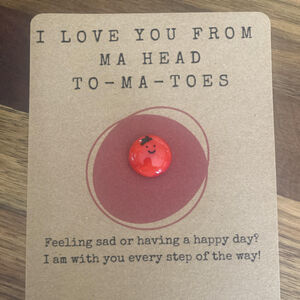 I LOVE YOU FROM
MA HEAD
TO-MA-TOES
Feeling sad or having a happy day?
I am with you every step of the way!